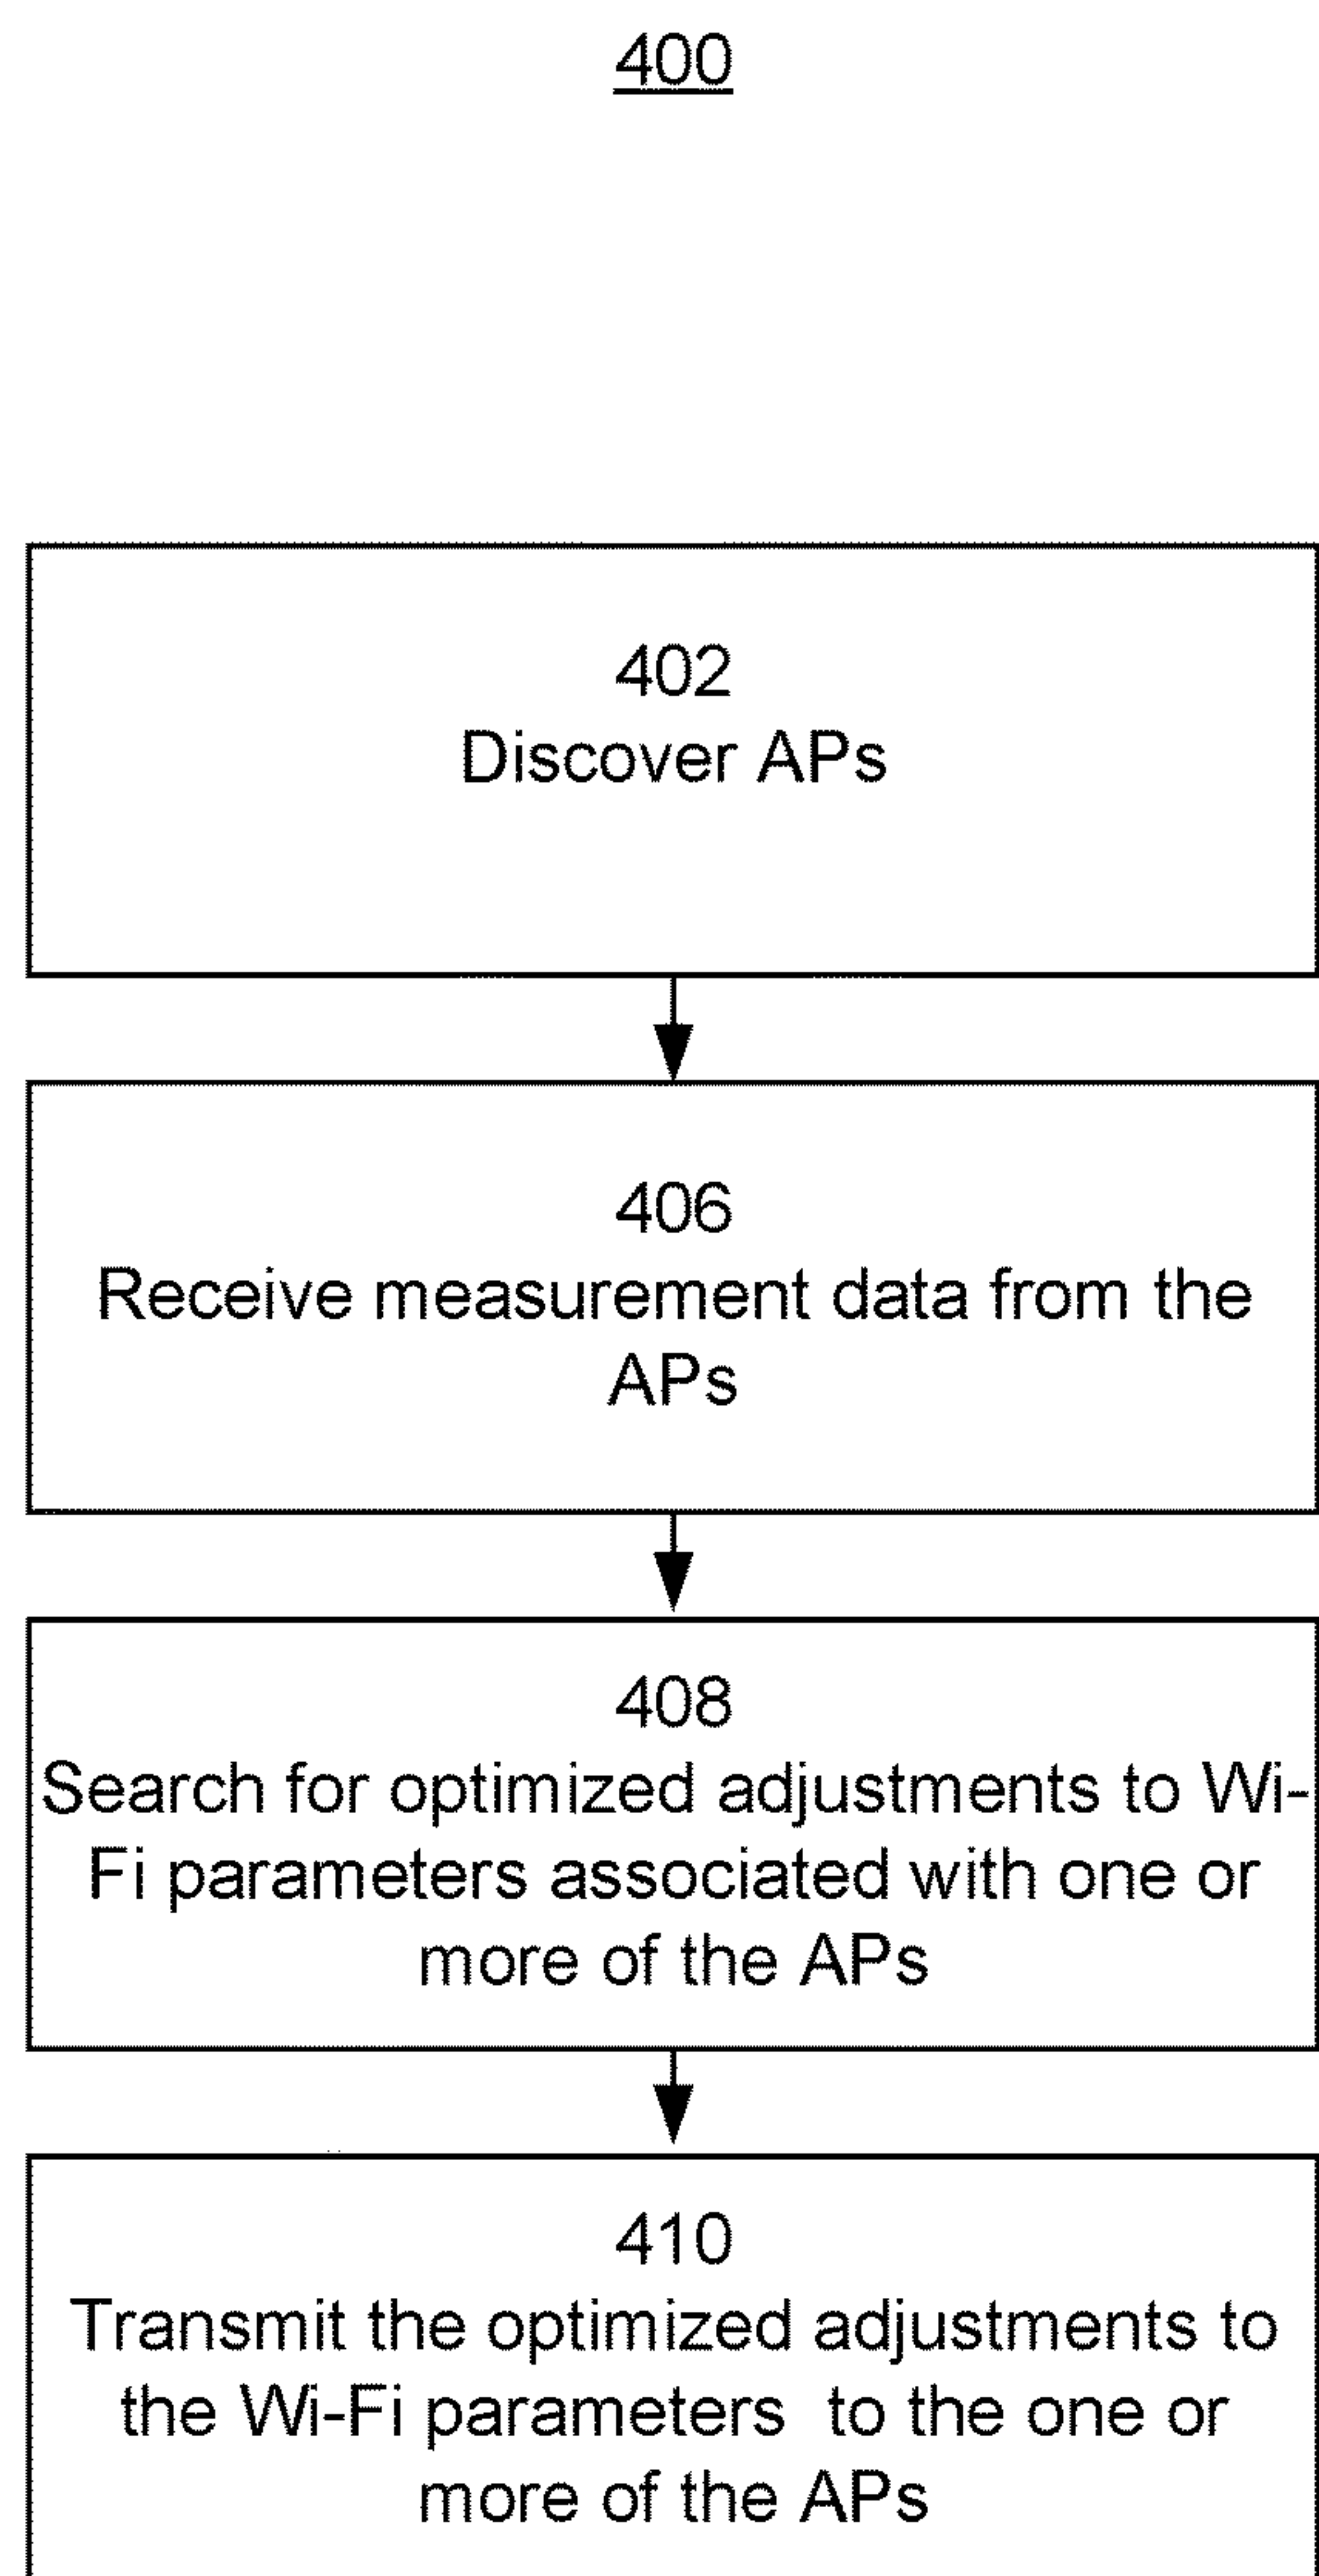 400
402
Discover APs
406
Receive measurement data from the
APs
408
Search for optimized adjustments to Wi-
Fi parameters associated with one or
more of the APs
410
Transmit the optimized adjustments to
the Wi-Fi parameters  to the one or
more of the APs